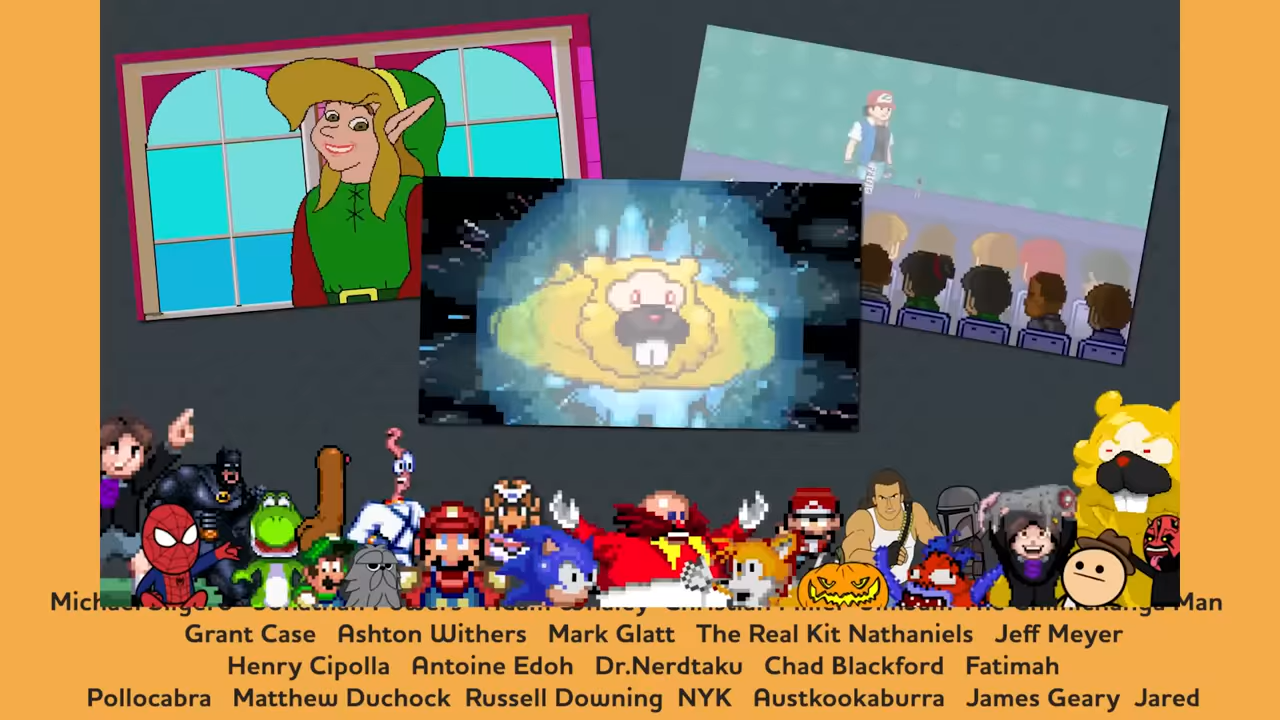 Man
Grant Case Ashton Withers Mark Glatt The Real Kit Nathaniels Jeff Meyer
Henry Cipolla Antoine Edoh Dr.Nerdtaku Chad Blackford Fatimah
Pollocabra Matthew Duchock Russell Downing NYK Austkookaburra James Geary Jared